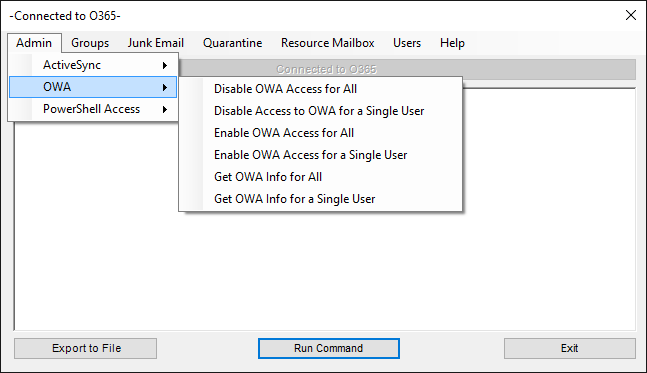 -Connected to O365-
Admin Groups Junk Email Quarantine Resource Mailbox Users Help
Connected to O365
ActiveSync
OWA
PowerShell Access
Disable OWA Access for All
Disable Access to OWA for a Single User
Enable OWA Access for All
Enable OWA Access for a Single User
Get OWA Info for All
Get OWA Info for a Single User
Export to File Run Command Exit